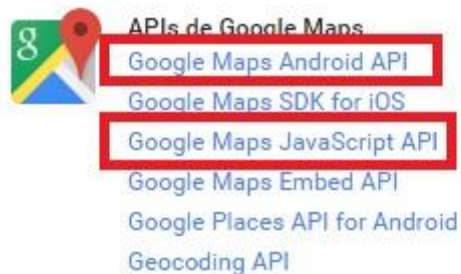 g
APIs de Google Maps
Google Maps Android API
Google Maps SDK for iOS
Google Maps JavaScript API
Google Maps Embed API
Google Places API for Android
Geocoding API